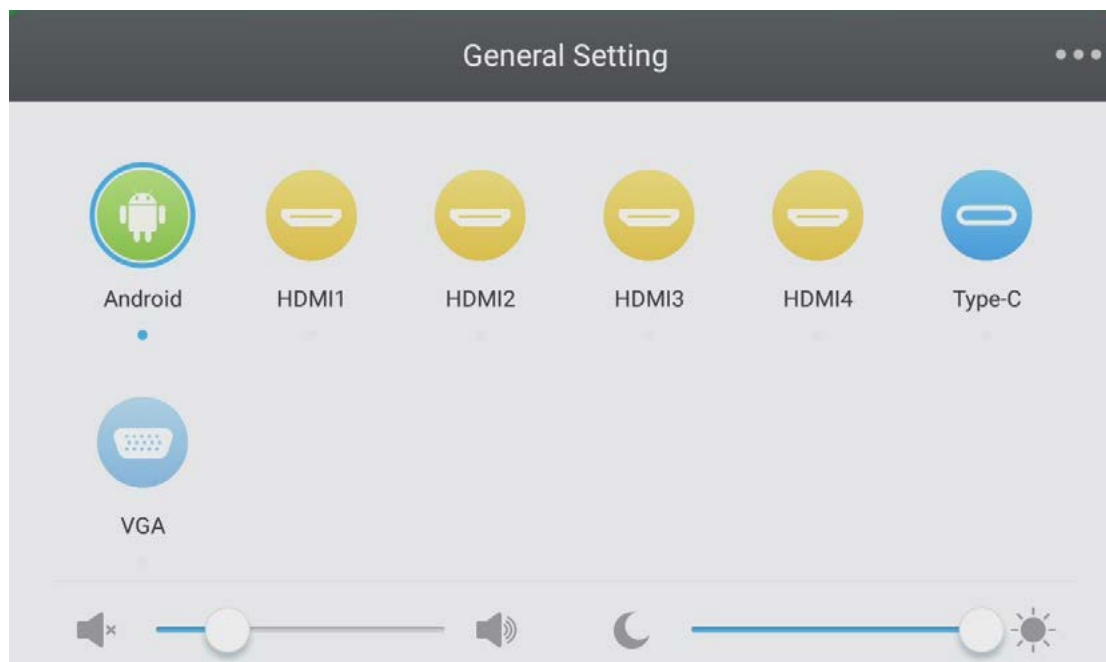 General Setting
Android
HDMI1
HDMI2
HDMI3
HDMI4
Type-C
VGA